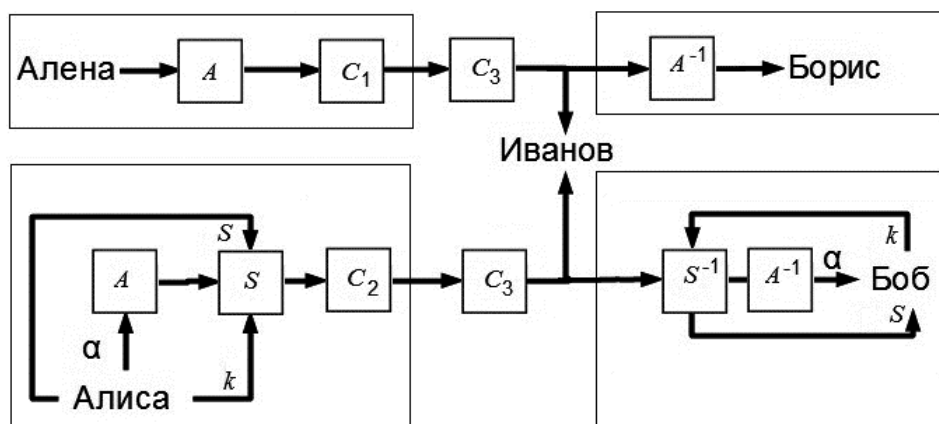 Алена A C₁ C₃ A⁻¹ Борис
Иванов
S k
A S C₂ C₃ S⁻¹ A⁻¹ α Боб
α k S
Алиса